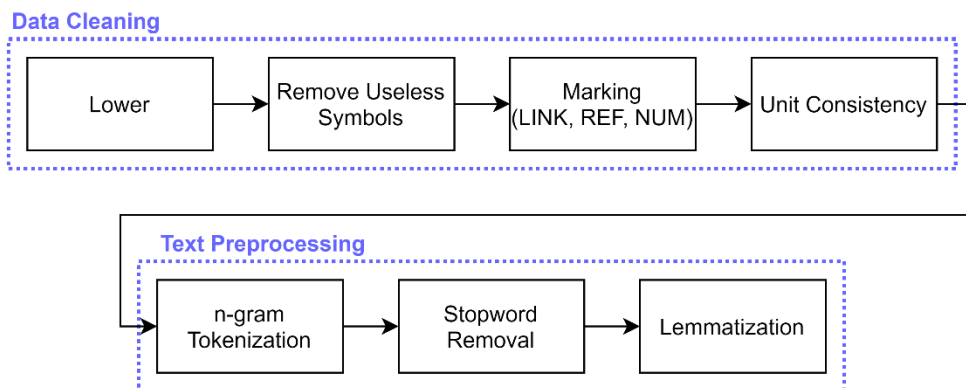 Data Cleaning
Lower
Remove Useless
Symbols
Marking
(LINK, REF, NUM)
Unit Consistency
Text Preprocessing
n-gram
Tokenization
Stopword
Removal
Lemmatization